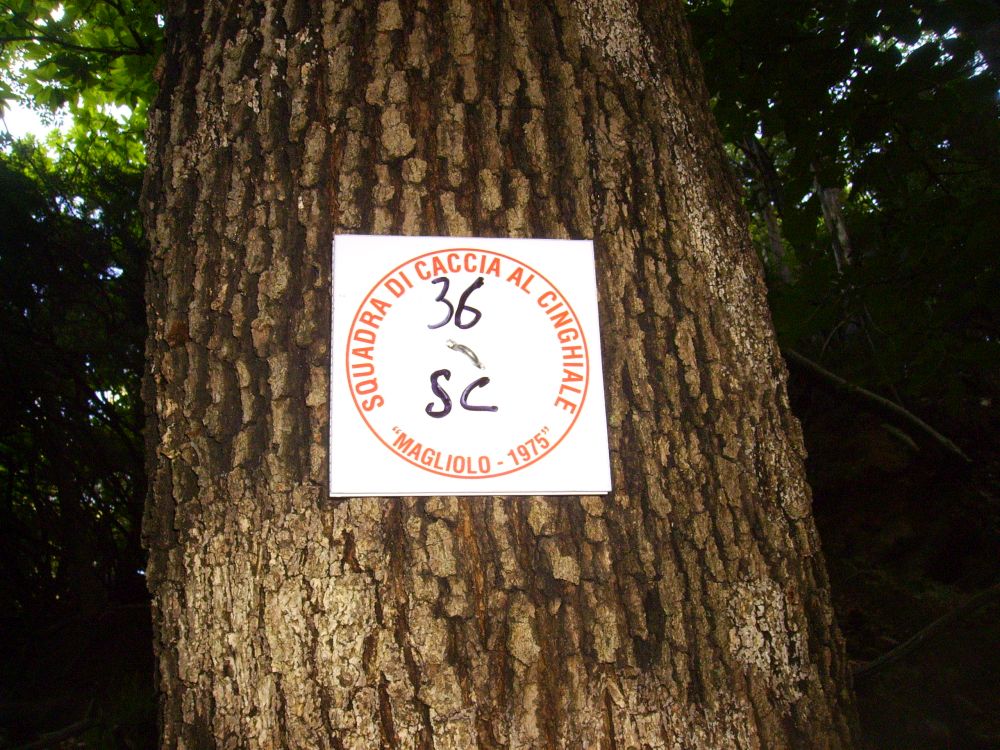 SQUADRA DI CACCIA AL CINGHIALE
36
SC
"MAGLIOLO - 1975"